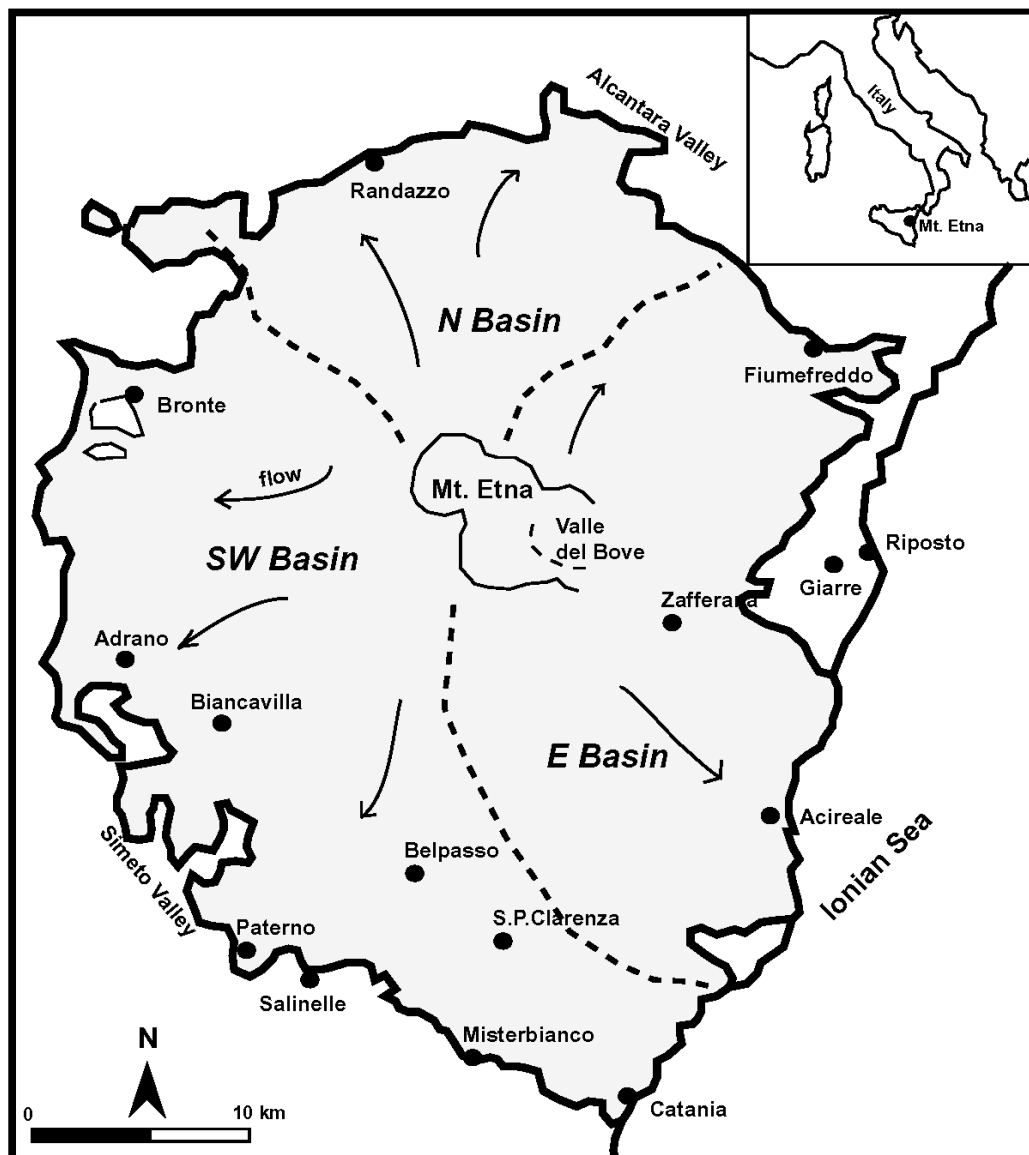 Alcantara Valley
Italy
Mt. Etna
Randazzo
N Basin
Fiumefreddo
Bronte
flow
Mt. Etna
Valle
del Bove
SW Basin
Riposto
Giarre
Zafferana
Adrano
Biancavilla
E Basin
Acireale
Ionian Sea
Simeto Valley
Belpasso
S.P.Clarenza
Paterno
Salinelle
Misterbianco
Catania
N
0
10 km